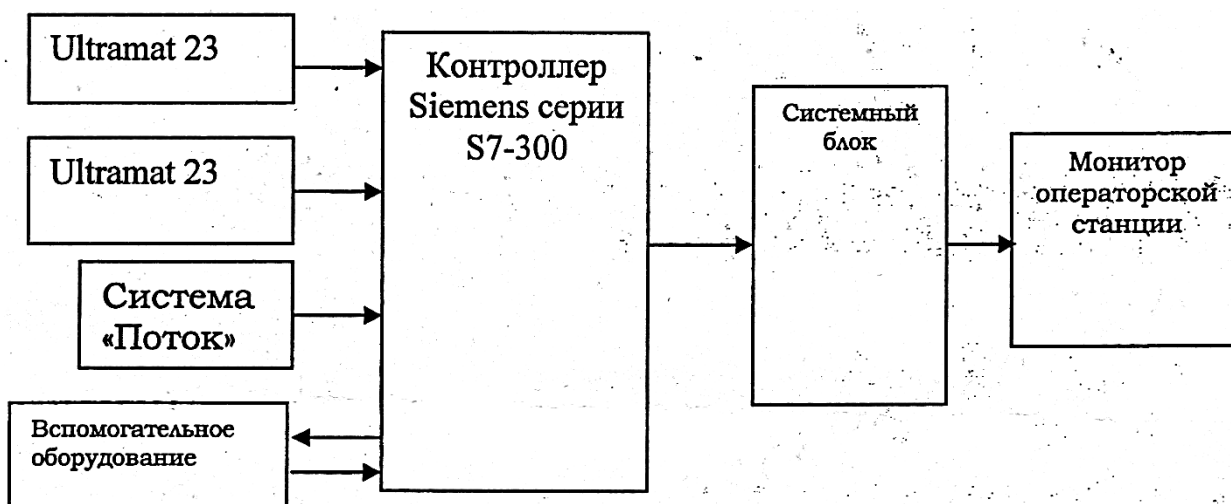 Ultramat 23
Ultramat 23
Система
«Поток»
Вспомогательное
оборудование
Контроллер
Siemens серии
S7-300
Системный
блок
Монитор
операторской
станции